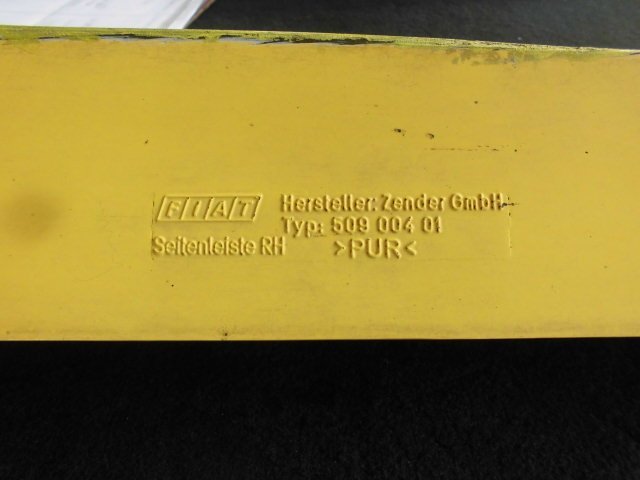 FIAT Hersteller: Zender GmbH
Typ: 509 004 01
Seitenleiste RH >PUR<